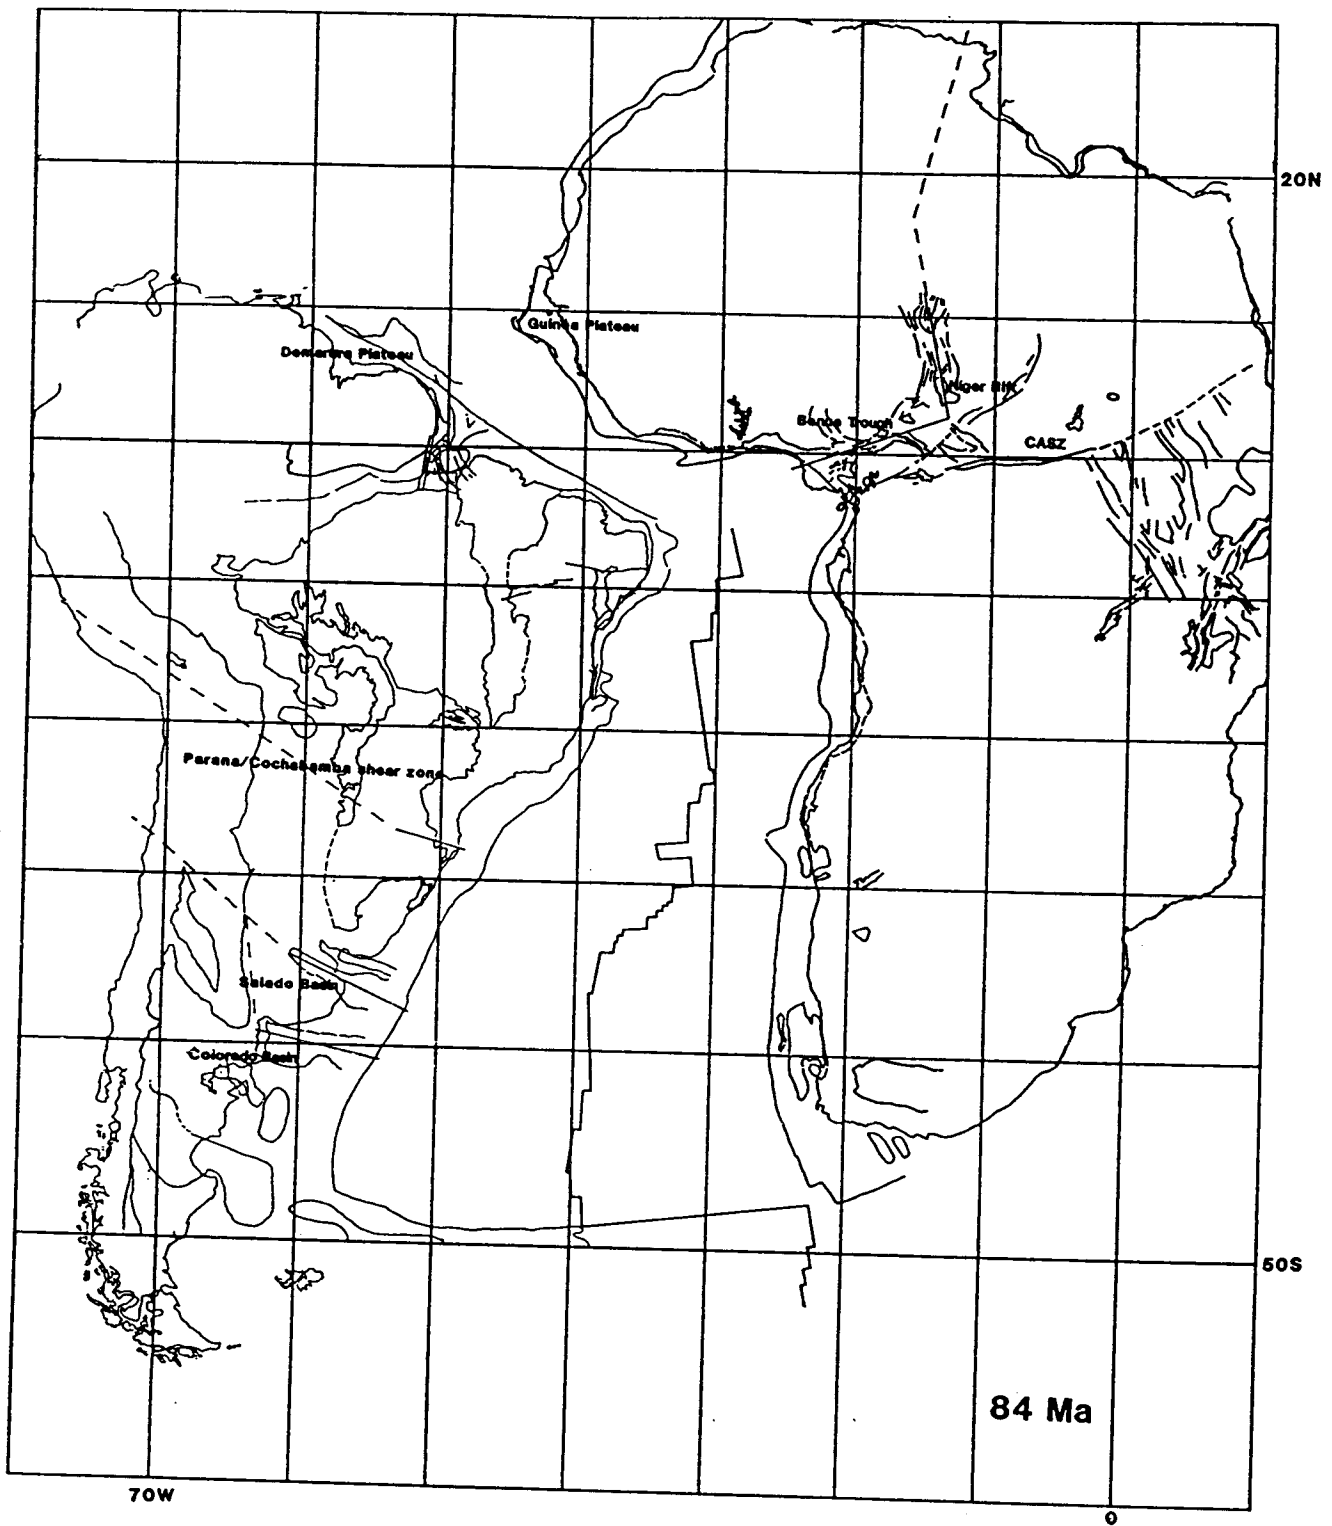 20N
Guinea Plateau
Demerara Plateau
Niger Rift
Benue Trough
CASZ
Parana/Cochabamba shear zone
Salado Basin
Colorado Basin
50S
84 Ma
70W
0